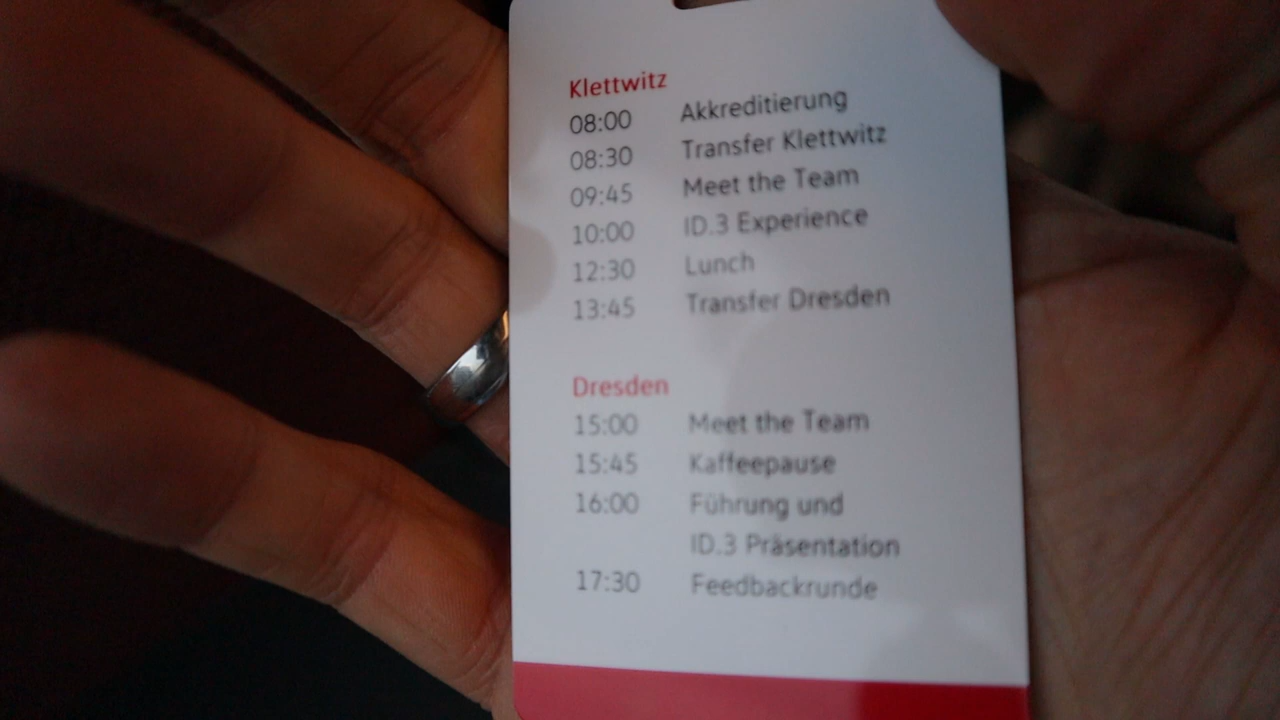 Klettwitz
08:00 Akkreditierung
08:30 Transfer Klettwitz
09:45 Meet the Team
10:00 ID.3 Experience
12:30 Lunch
13:45 Transfer Dresden
Dresden
15:00 Meet the Team
15:45 Kaffeepause
16:00 Führung und
ID.3 Präsentation
17:30 Feedbackrunde